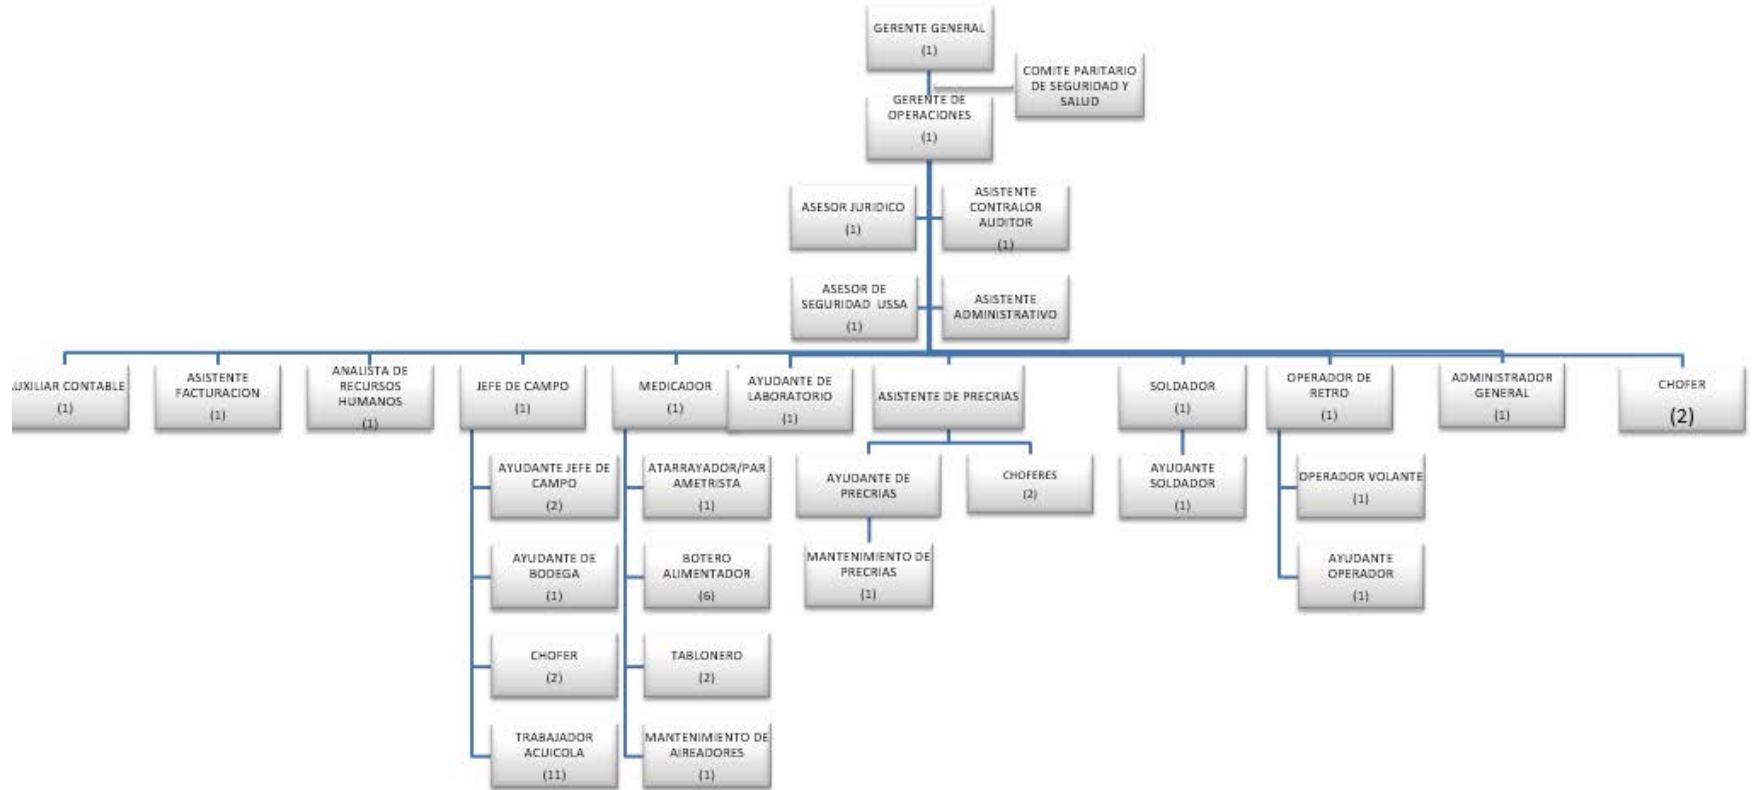 GERENTE GENERAL
(1)
COMITE PARITARIO
DE SEGURIDAD Y
SALUD
GERENTE DE
OPERACIONES
(1)
ASESOR JURIDICO
(1)
ASISTENTE
CONTRALOR
AUDITOR
(1)
ASESOR DE
SEGURIDAD USSA
(1)
ASISTENTE
ADMINISTRATIVO
UXILIAR CONTABLE
(1)
ASISTENTE
FACTURACION
(1)
ANALISTA DE
RECURSOS
HUMANOS
(1)
JEFE DE CAMPO
(1)
MEDICADOR
(1)
AYUDANTE DE
LABORATORIO
(1)
ASISTENTE DE PRECRIAS
SOLDADOR
(1)
OPERADOR DE
RETRO
(1)
ADMINISTRADOR
GENERAL
(1)
CHOFER
(2)
AYUDANTE JEFE DE
CAMPO
(2)
ATARRAYADOR/PAR
AMETRISTA
(1)
AYUDANTE DE
PRECRIAS
CHOFERES
(2)
AYUDANTE
SOLDADOR
(1)
OPERADOR VOLANTE
(1)
AYUDANTE DE
BODEGA
(1)
BOTERO
ALIMENTADOR
(6)
MANTENIMIENTO DE
PRECRIAS
(1)
AYUDANTE
OPERADOR
(1)
CHOFER
(2)
TABLONERO
(2)
TRABAJADOR
ACUICOLA
(11)
MANTENIMIENTO DE
AIREADORES
(1)